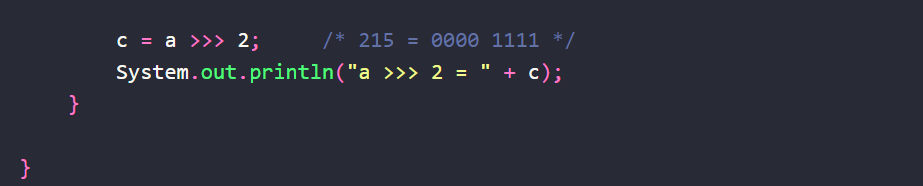 c = a >>> 2;     /* 215 = 0000 1111 */
System.out.println("a >>> 2 = " + c);
}
}